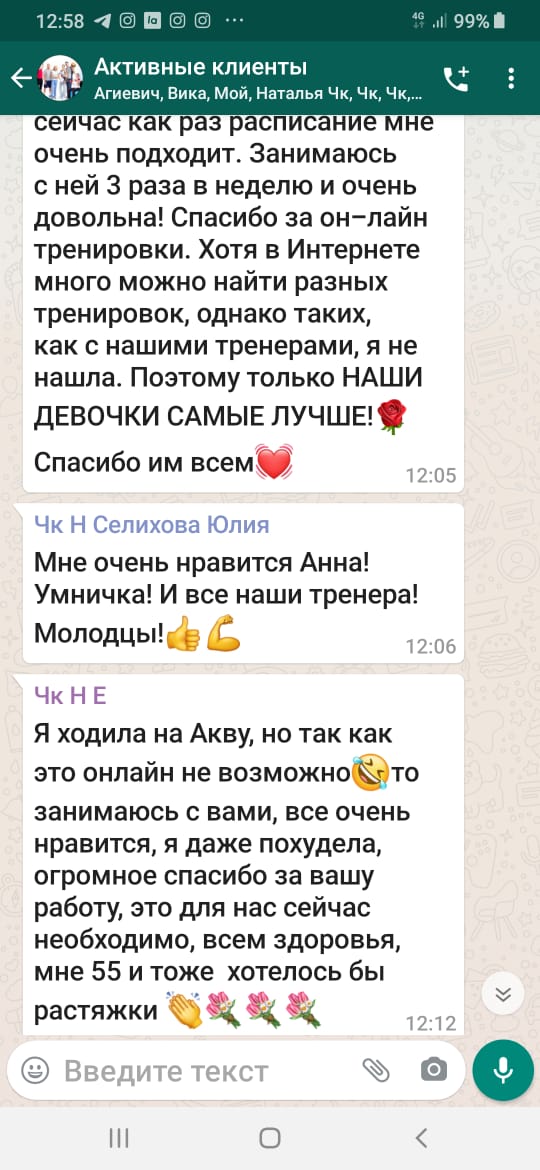 12:58
4G
99%
Активные клиенты
Агиевич, Вика, Мой, Наталья Чк, Чк, Чк,...
сейчас как раз расписание мне
очень подходит. Занимаюсь
с ней 3 раза в неделю и очень
довольна! Спасибо за он-лайн
тренировки. Хотя в Интернете
много можно найти разных
тренировок, однако таких,
как с нашими тренерами, я не
нашла. Поэтому только НАШИ
ДЕВОЧКИ САМЫЕ ЛУЧШЕ!🌹
Спасибо им всем💓
12:05
Чк Н Селихова Юлия
Мне очень нравится Анна!
Умничка! И все наши тренера!
Молодцы!👍💪
12:06
Чк Н Е
Я ходила на Акву, но так как
это онлайн не возможно🤣то
занимаюсь с вами, все очень
нравится, я даже похудела,
огромное спасибо за вашу
работу, это для нас сейчас
необходимо, всем здоровья,
мне 55 и тоже  хотелось бы
растяжки 👏💐💐💐
12:12
Введите текст